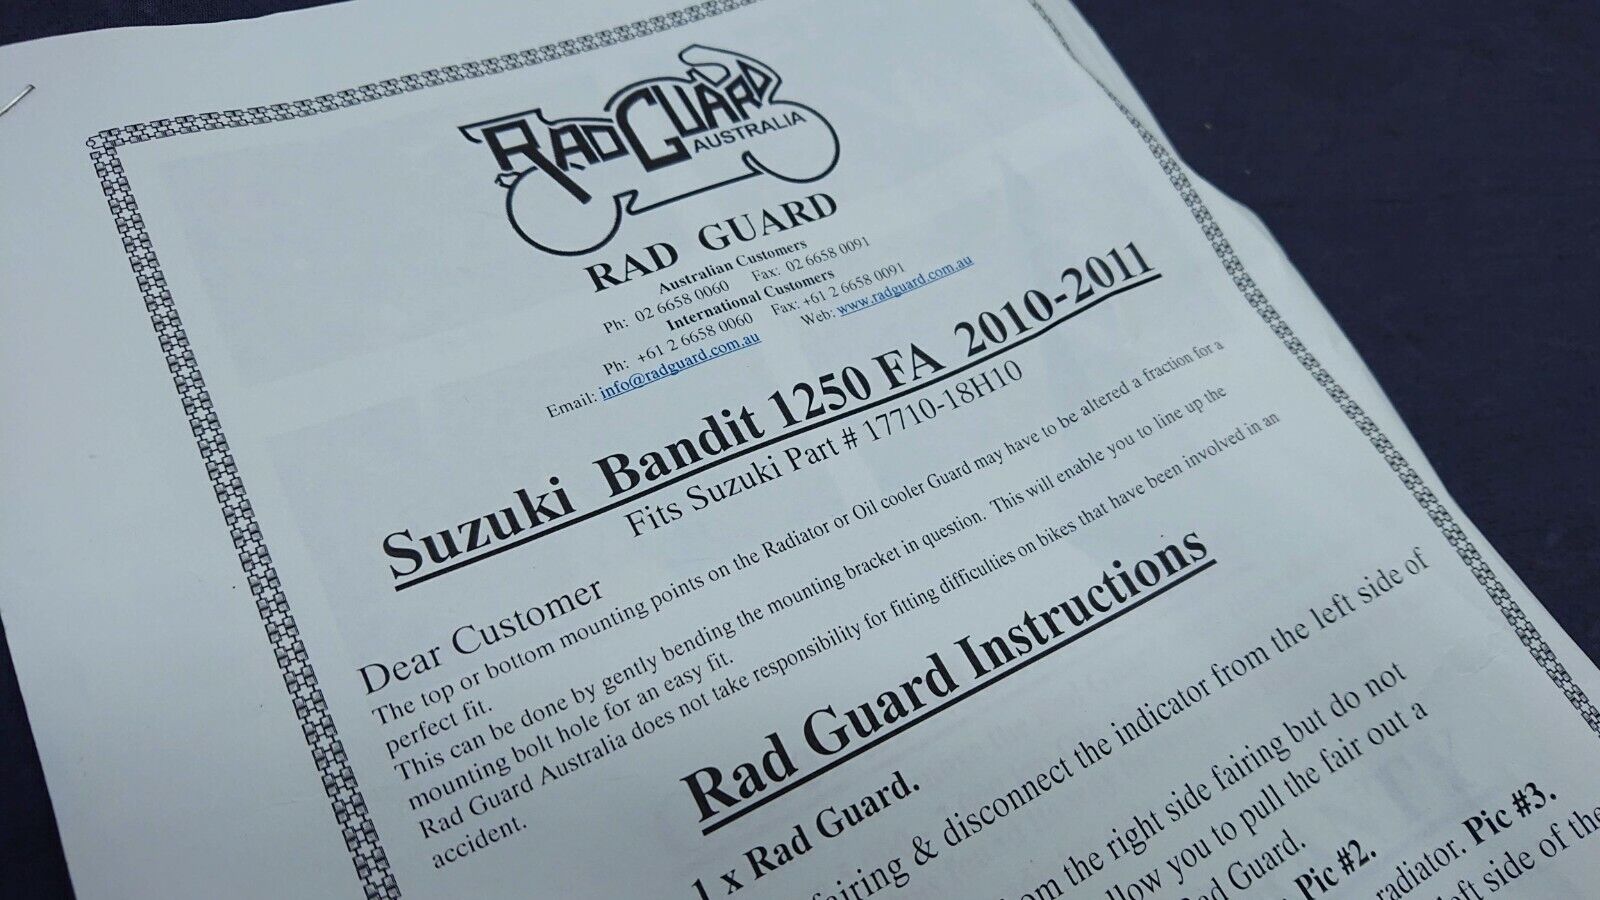 RAD GUARD
AUSTRALIA
RAD GUARD
Australian Customers
Ph: 02 6658 0060 Fax: 02 6658 0091
International Customers
Ph: +61 2 6658 0060 Fax: +61 2 6658 0091
Email: info@radguard.com.au Web: www.radguard.com.au
Suzuki Bandit 1250 FA 2010-2011
Fits Suzuki Part # 17710-18H10
Dear Customer
The top or bottom mounting points on the Radiator or Oil cooler Guard may have to be altered a fraction for a
perfect fit.
This can be done by gently bending the mounting bracket in question. This will enable you to line up the
mounting bolt hole for an easy fit.
Rad Guard Australia does not take responsibility for fitting difficulties on bikes that have been involved in an
accident.
Rad Guard Instructions
1 x Rad Guard.
fairing & disconnect the indicator from the left side of
from the right side fairing but do not
allow you to pull the fair out a
Rad Guard.
Pic #2.
radiator. Pic #3.
left side of the